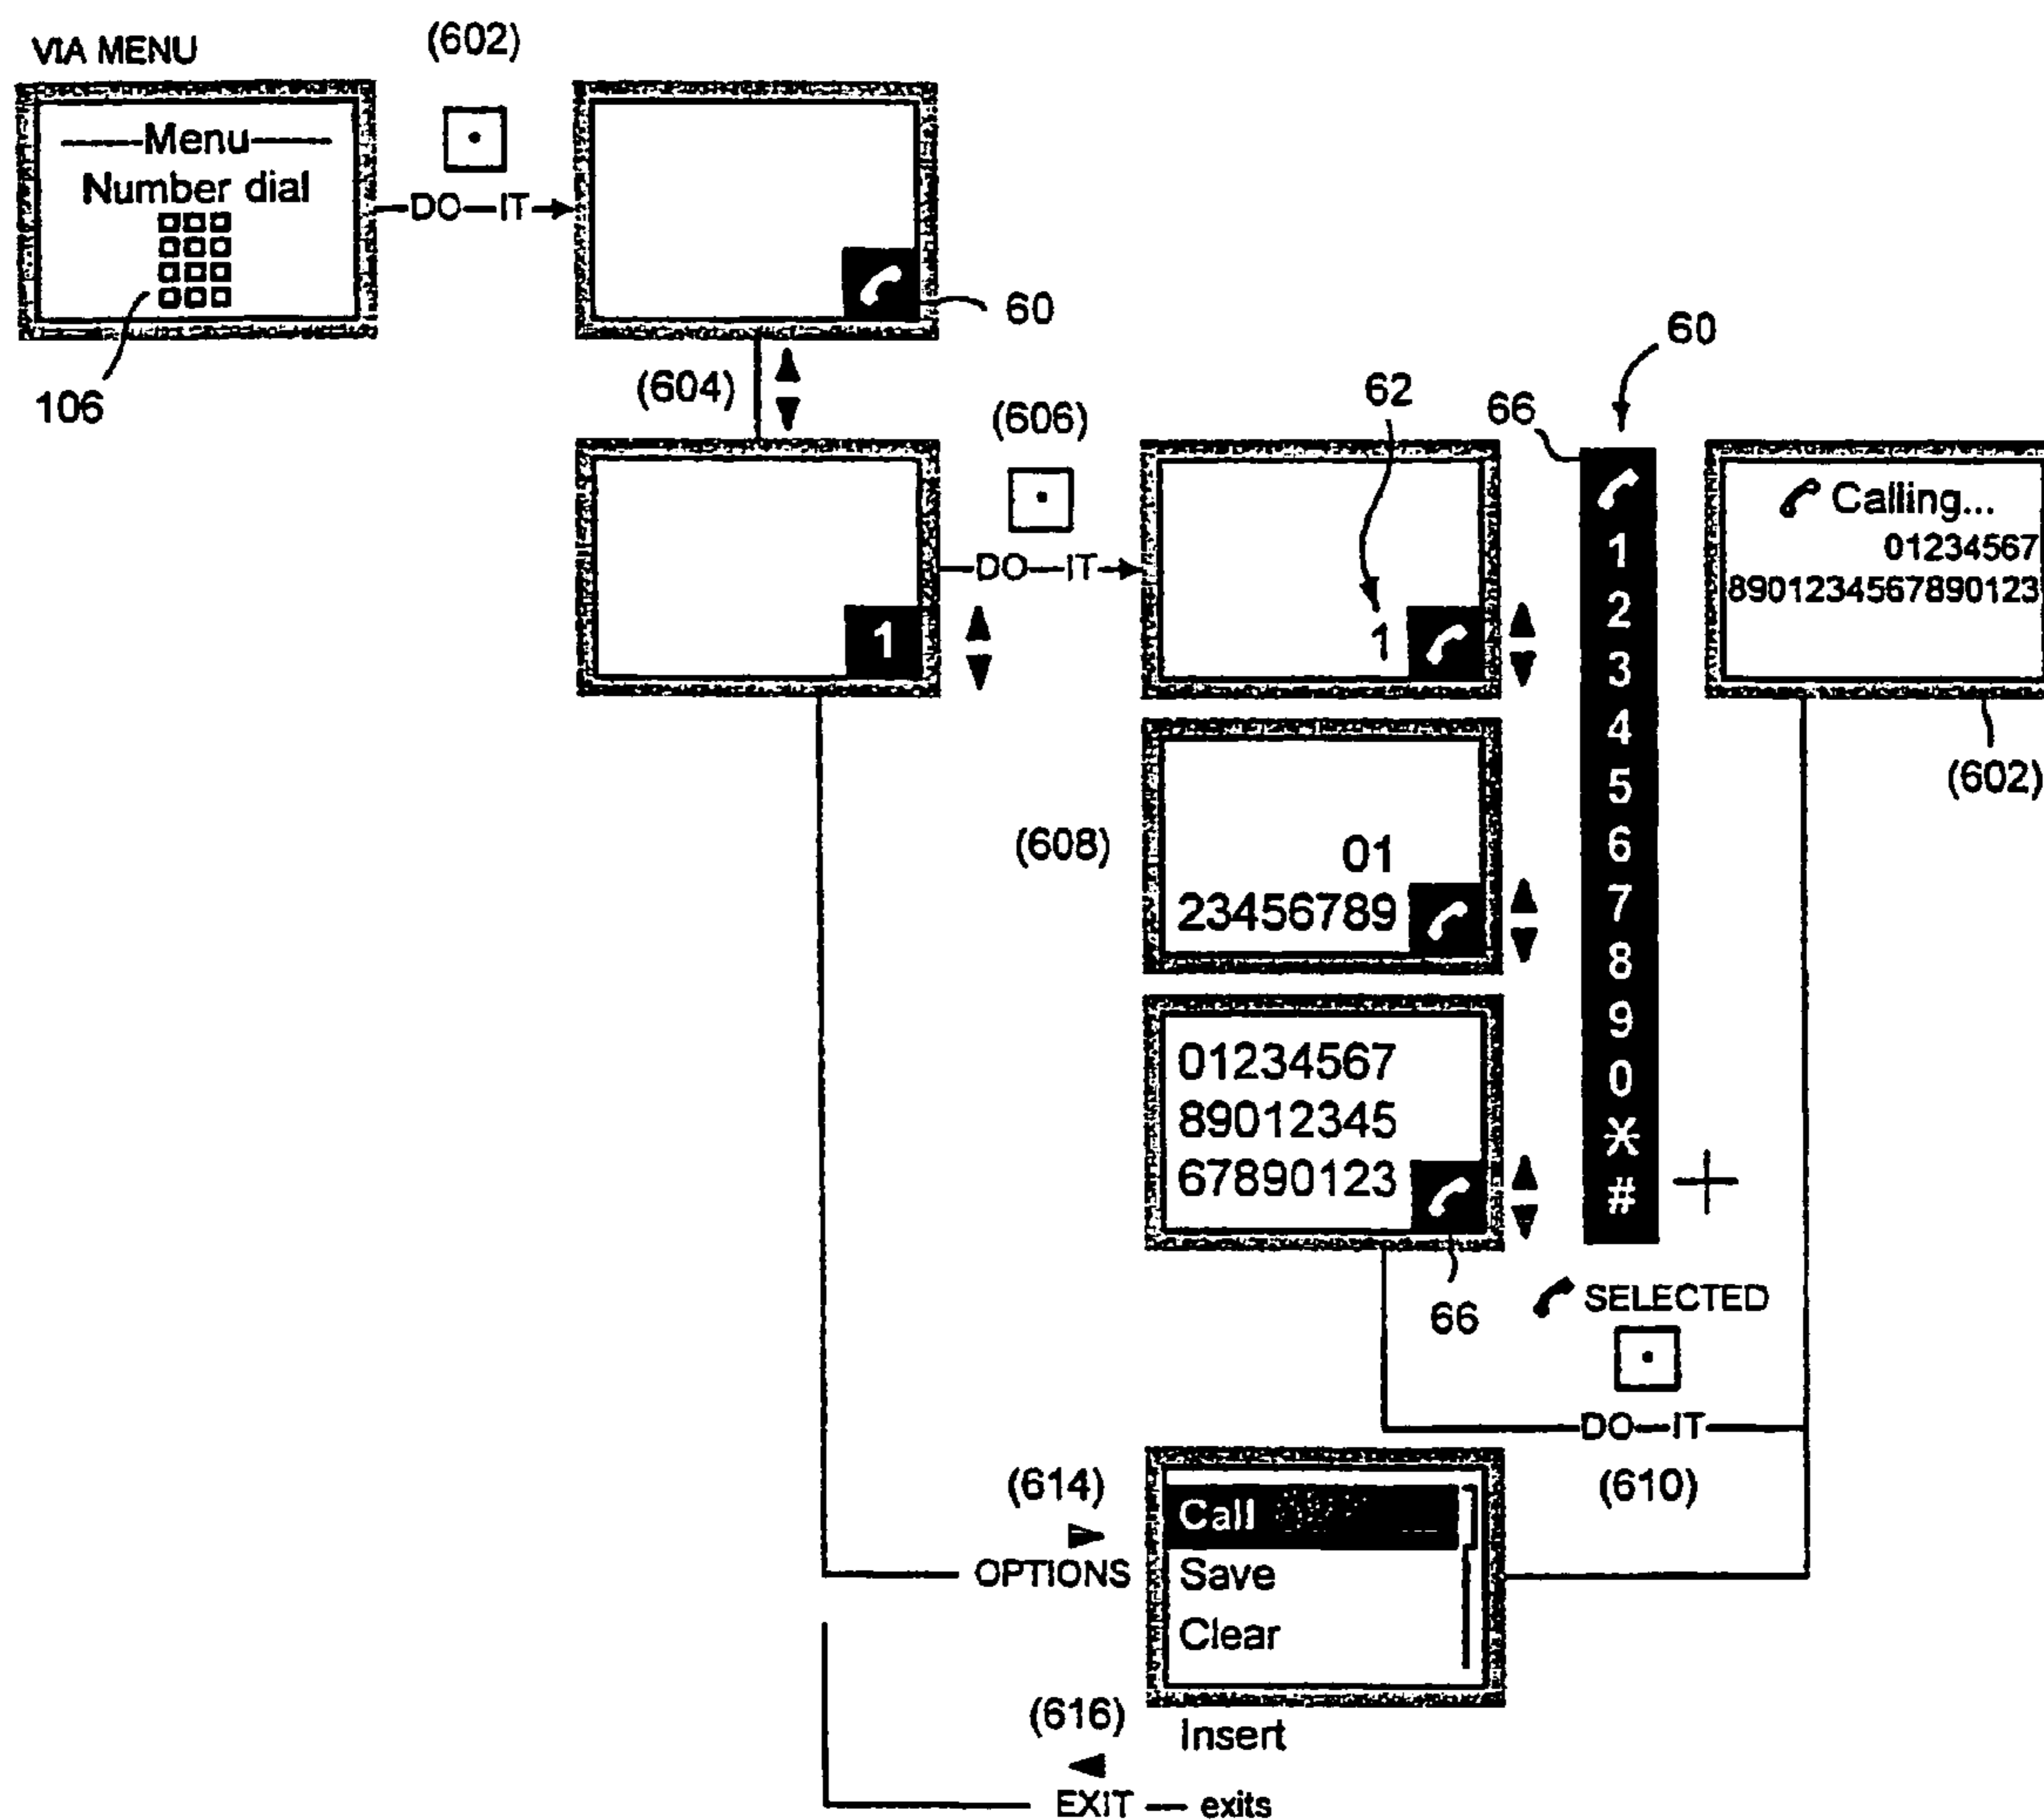 VIA MENU
(602)
Menu
Number dial
DO IT
106
60
(604)
1
(606)
DO IT
62
1
66
60
1
2
3
4
5
6
7
8
9
0
*
#
+
Calling...
01234567
8901234567890123
(602)
(608)
01
23456789
01234567
89012345
67890123
66
SELECTED
DO IT
(610)
(614)
OPTIONS
Call
Save
Clear
Insert
(616)
EXIT — exits